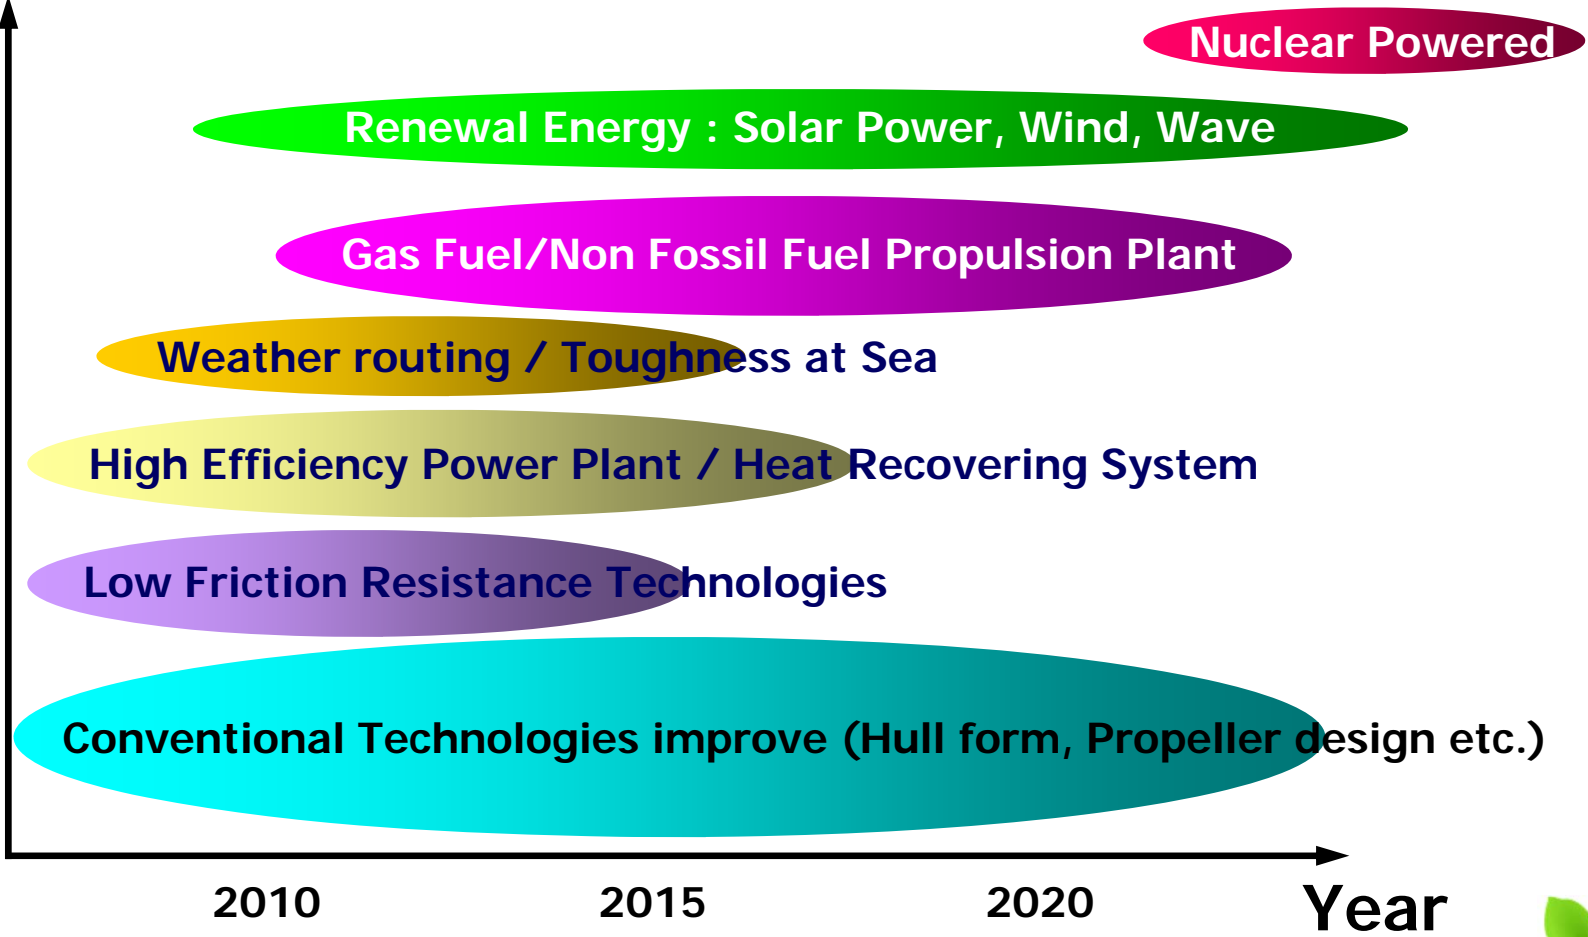 Nuclear Powered
Renewal Energy : Solar Power, Wind, Wave
Gas Fuel/Non Fossil Fuel Propulsion Plant
Weather routing / Toughness at Sea
High Efficiency Power Plant / Heat Recovering System
Low Friction Resistance Technologies
Conventional Technologies improve (Hull form, Propeller design etc.)
2010 2015 2020 Year